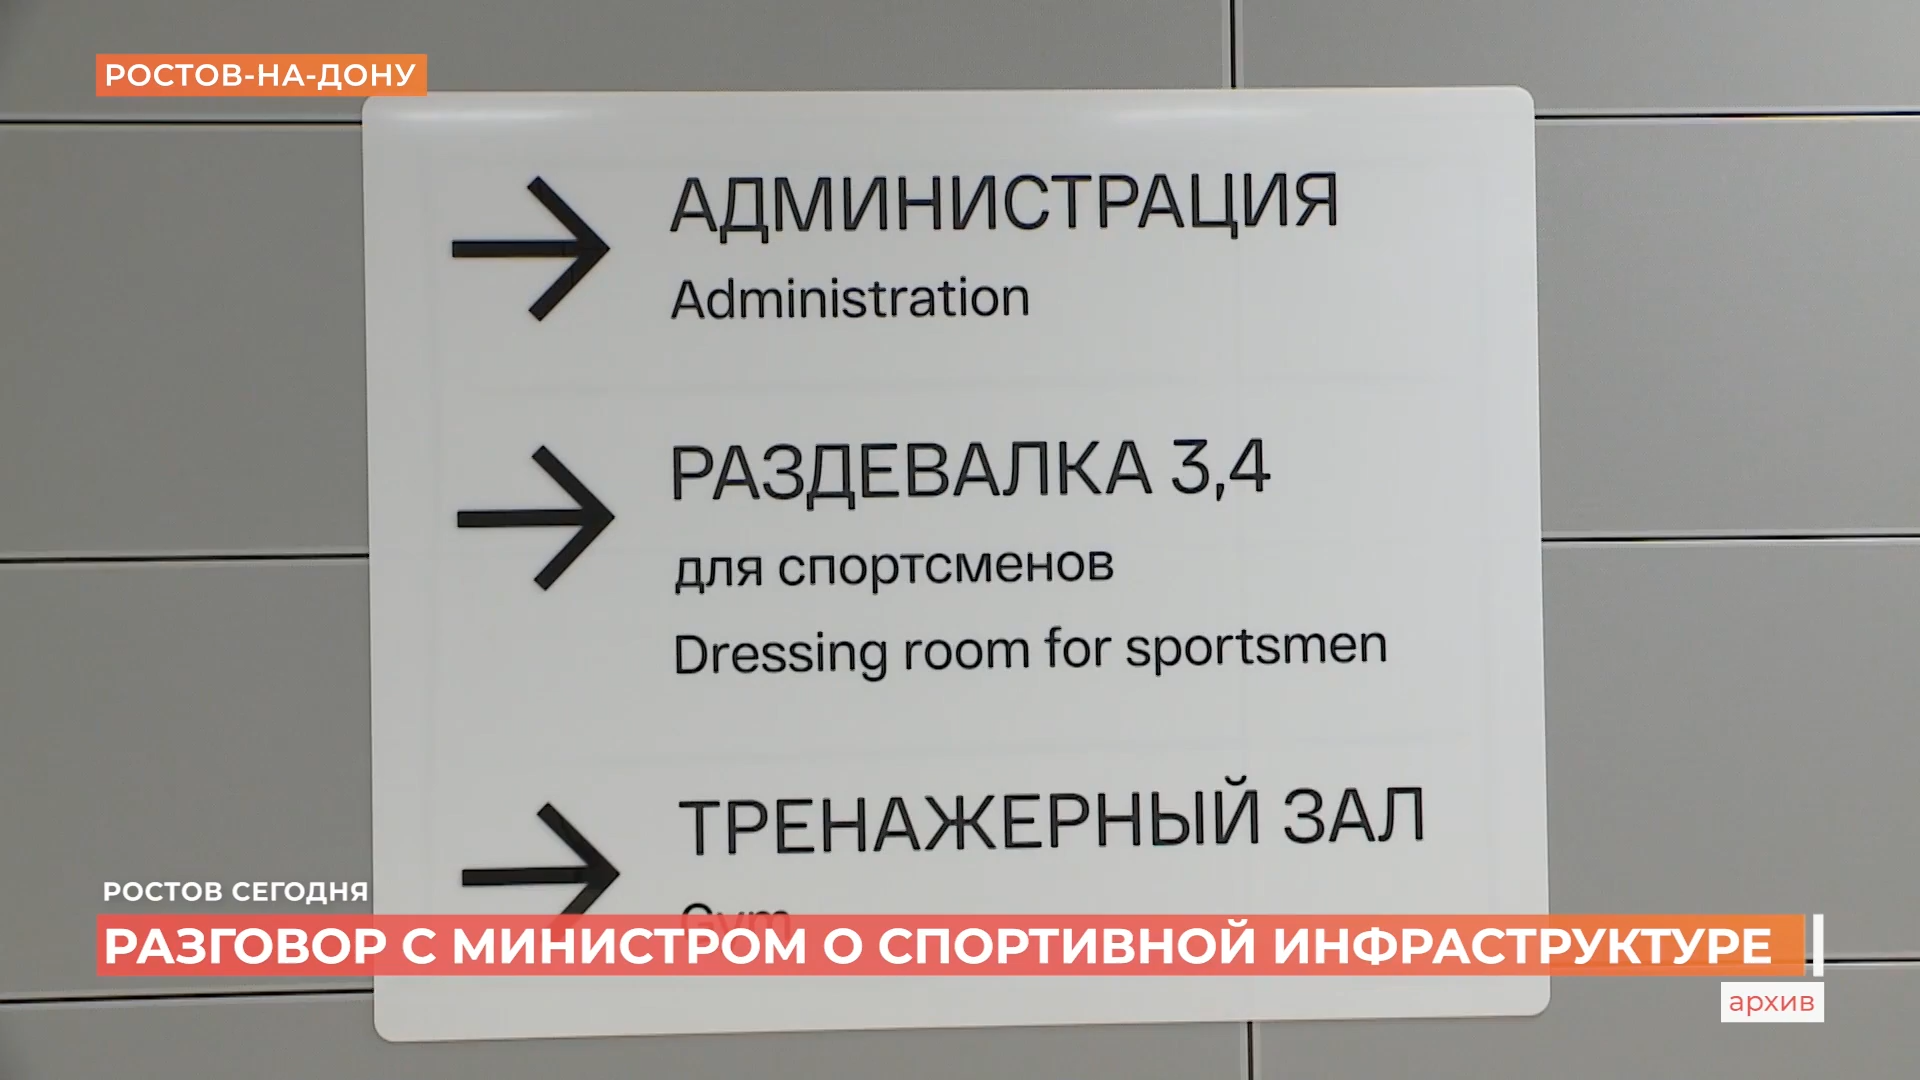 РОСТОВ-НА-ДОНУ
АДМИНИСТРАЦИЯ
Administration
РАЗДЕВАЛКА 3,4
для спортсменов
Dressing room for sportsmen
ТРЕНАЖЕРНЫЙ ЗАЛ
Gym
РОСТОВ СЕГОДНЯ
РАЗГОВОР С МИНИСТРОМ О СПОРТИВНОЙ ИНФРАСТРУКТУРЕ
архив